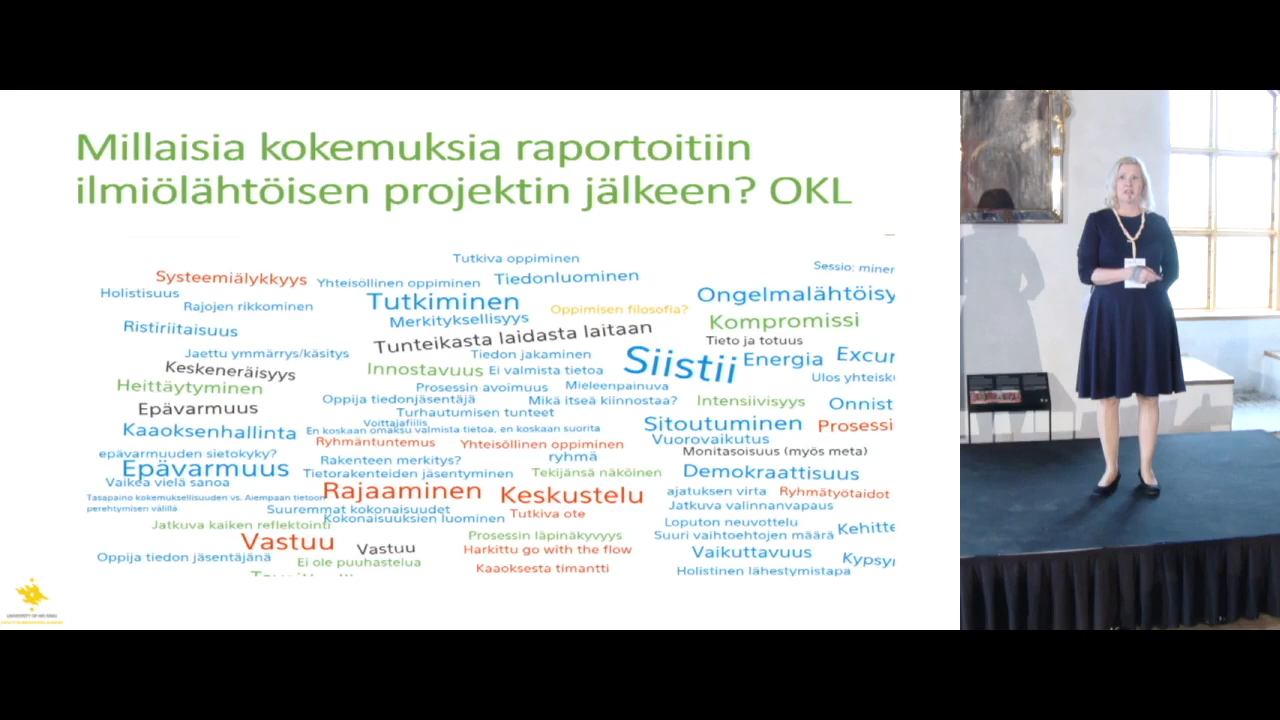 Millaisia kokemuksia raportoitiin
ilmiölähtöisen projektin jälkeen? OKL
Tutkiva oppiminen
Systeemiälykkyys
Yhteisöllinen oppiminen
Tiedonluominen
Sessio: miner
Holistisuus
Rajojen rikkominen
Tutkiminen
Oppimisen filosofia?
Ongelmalähtöisy
Ristiriitaisuus
Merkityksellisyys
Kompromissi
Tunteikasta laidasta laitaan
Tieto ja totuus
Jaettu ymmärrys/käsitys
Tiedon jakaminen
Siistii
Energia
Excur
Keskeneräisyys
Innostavuus
Ei valmista tietoa
Ulos yhteisku
Heittäytyminen
Prosessin avoimuus
Mieleenpainuva
Oppija tiedonjäsentäjä
Mikä itseä kiinnostaa?
Intensiivisyys
Onnist
Epävarmuus
Turhautumisen tunteet
Voittajafiilis
Sitoutuminen
Prosessi
Kaaoksenhallinta
En koskaan omaksu valmista tietoa, en koskaan suorita
Ryhmäntuntemus
Yhteisöllinen oppiminen
Vuorovaikutus
epävarmuuden sietokyky?
Rakenteen merkitys?
ryhmä
Monitasoisuus (myös meta)
Epävarmuus
Tietorakenteiden jäsentyminen
Tekijänsä näköinen
Demokraattisuus
Vaikea vielä sanoa
Rajaaminen
Keskustelu
ajatuksen virta
Ryhmätyötaidot
Tasapaino kokemuksellisuuden vs. Aiempaan tietoon
perehtymisen välillä
Suuremmat kokonaisuudet
Jatkuva valinnanvapaus
Kokonaisuuksien luominen
Tutkiva ote
Jatkuva kaiken reflektointi
Loputon neuvottelu
Kehitte
Vastuu
Prosessin läpinäkyvyys
Suuri vaihtoehtojen määrä
Vastuu
Harkittu go with the flow
Vaikuttavuus
Oppija tiedon jäsentäjänä
Ei ole puuhastelua
Kypsyr
Kaaoksesta timantti
Holistinen lähestymistapa
UNIVERSITY OF HELSINKI